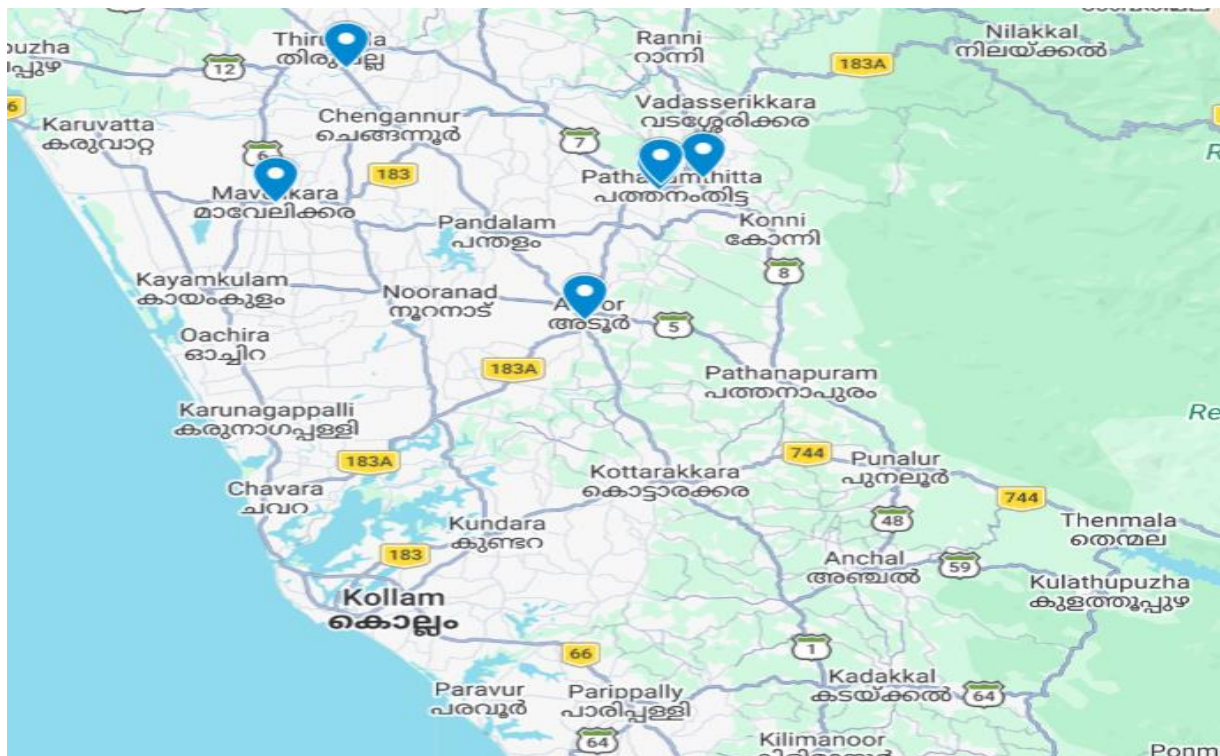 Nilakkal
നിലയ്ക്കൽ
Ranni
റാന്നി
12
183A
Vadasserikkara
വടശ്ശേരിക്കര
Chengannur
ചെങ്ങന്നൂർ
Karuvatta
കരുവാറ്റ
7
6
183
പത്തനംതിട്ട
മാവേലിക്കര
Pandalam
പന്തളം
Konni
കോന്നി
8
Kayamkulam
കായംകുളം
Nooranad
നൂറനാട്
അടൂർ
5
Oachira
ഓച്ചിറ
183A
Pathanapuram
പത്തനാപുരം
Karunagappalli
കരുനാഗപ്പള്ളി
183A
744
Punalur
പുനലൂർ
Kottarakkara
കൊട്ടാരക്കര
Chavara
ചവറ
744
Kundara
കുണ്ടറ
48
Thenmala
തെന്മല
183
Anchal
അഞ്ചൽ
59
Kulathupuzha
കുളത്തൂപ്പുഴ
Kollam
കൊല്ലം
66
1
Kadakkal
കടയ്ക്കൽ
64
Paravur
പരവൂർ
Parippally
പാരിപ്പള്ളി
64
Kilimanoor